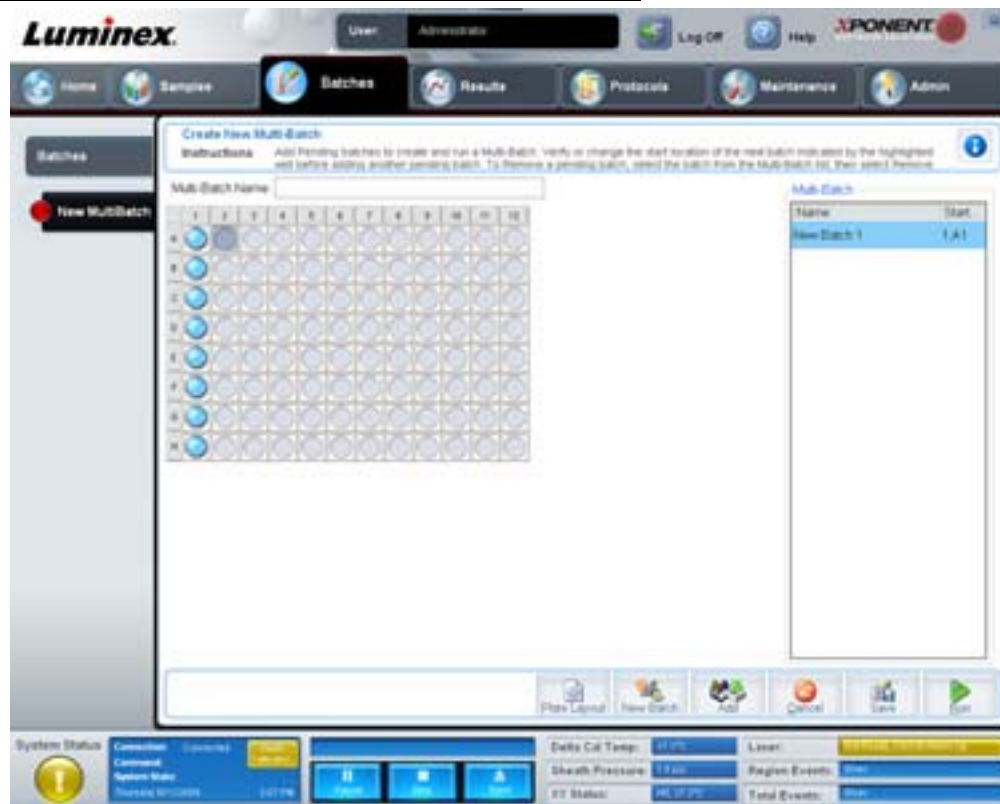 Luminex.
User:
Administrator
Log Off
Help
XPONENT
Home
Samples
Batches
Results
Protocols
Maintenance
Admin
Batches
New MultiBatch
Create New Multi-Batch
Instructions Add Pending batches to create and run a Multi-Batch. Verify or change the start location of the next batch indicated by the highlighted
well before adding another pending batch. To Remove a pending batch, select the batch from the Multi-Batch list, then select Remove.
Multi-Batch Name
1 2 3 4 5 6 7 8 9 10 11 12
A
B
C
D
E
F
G
H
Multi-Batch
Name Start
New Batch 1 1,A1
Plate Layout
New Batch
Add
Cancel
Save
Run
System Status
Connection: Connected
Command:
System State:
Pause
Stop
Eject
Delta Cal Temp:
Sheath Pressure:
XY Status:
Laser:
Region Events:
Total Events: